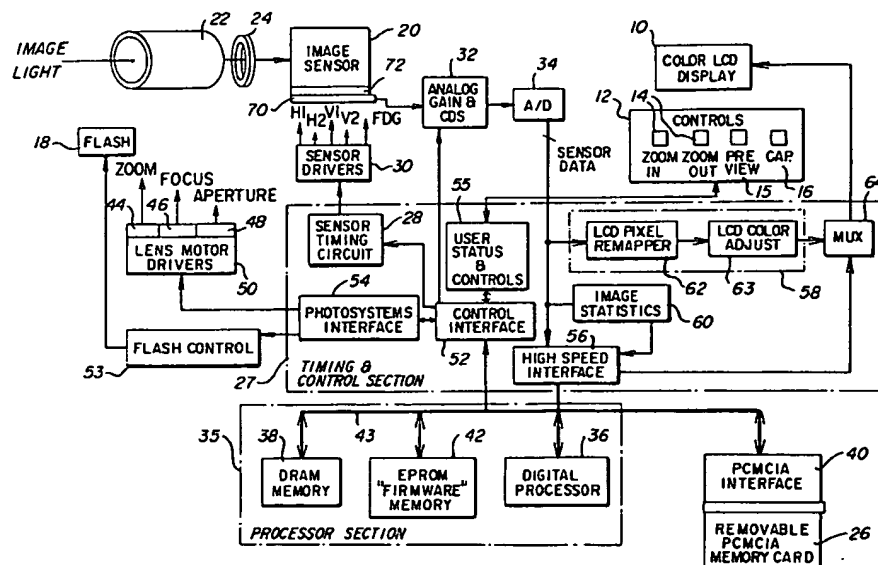 22
24
20
IMAGE
LIGHT
IMAGE
SENSOR
72
70
H1
H2
V1
V2
FDG
32
ANALOG
GAIN &
CDS
34
A/D
SENSOR
DATA
10
COLOR LCD
DISPLAY
12
14
CONTROLS
ZOOM
IN
ZOOM
OUT
PRE
VIEW
CAP.
15
16
64
18
FLASH
ZOOM
FOCUS
APERTURE
44
46
48
LENS MOTOR
DRIVERS
50
SENSOR
DRIVERS
30
SENSOR
TIMING
CIRCUIT
28
55
USER
STATUS
&
CONTROLS
LCD PIXEL
REMAPPER
62
LCD COLOR
ADJUST
63
58
MUX
54
PHOTOSYSTEMS
INTERFACE
CONTROL
INTERFACE
52
IMAGE
STATISTICS
60
56
HIGH SPEED
INTERFACE
FLASH CONTROL
53
27
TIMING &
CONTROL SECTION
35
43
38
DRAM
MEMORY
42
EPROM
"FIRMWARE"
MEMORY
36
DIGITAL
PROCESSOR
PROCESSOR SECTION
40
PCMCIA
INTERFACE
26
REMOVABLE
PCMCIA
MEMORY CARD